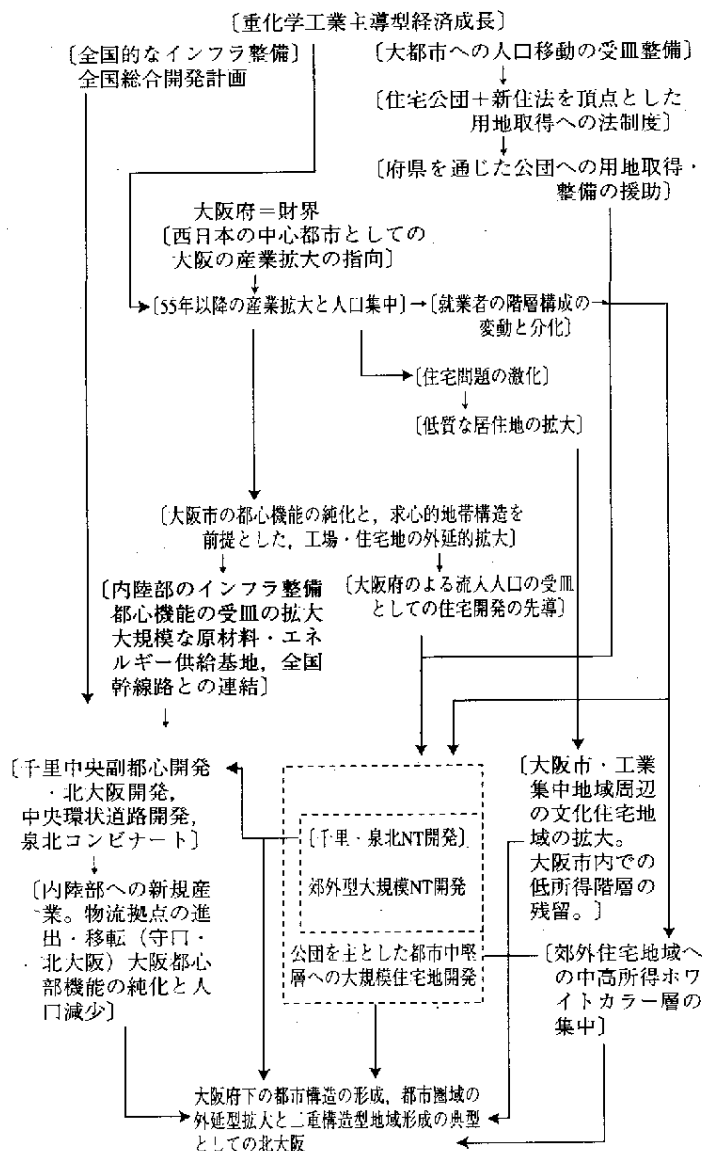 〔重化学工業主導型経済成長〕
〔全国的なインフラ整備〕
全国総合開発計画
〔大都市への人口移動の受皿整備〕
〔住宅公団＋新住法を頂点とした
用地取得への法制度〕
〔府県を通じた公団への用地取得・
整備の援助〕
大阪府＝財界
〔西日本の中心都市としての
大阪の産業拡大の指向〕
〔55年以降の産業拡大と人口集中〕→〔就業者の階層構成の
変動と分化〕
〔住宅問題の激化〕
〔低質な居住地の拡大〕
〔大阪市の都心機能の純化と，求心的地帯構造を
前提とした，工場・住宅地の外延的拡大〕
〔内陸部のインフラ整備
都心機能の受皿の拡大
大規模な原材料・エネ
ルギー供給基地，全国
幹線路との連結〕
〔大阪府のよる流入人口の受皿
としての住宅開発の先導〕
〔千里中央副都心開発
・北大阪開発，
中央環状道路開発，
泉北コンビナート〕
〔千里・泉北NT開発〕
郊外型大規模NT開発
公団を主とした都市中堅
層への大規模住宅地開発
〔大阪市・工業
集中地域周辺
の文化住宅地
域の拡大。
大阪市内での
低所得階層の
残留。〕
〔内陸部への新規産
業。物流拠点の進
出・移転（守口・
北大阪）大阪都心
部機能の純化と人
口減少〕
〔郊外住宅地域へ
の中高所得ホワ
イトカラー層の
集中〕
大阪府下の都市構造の形成，都市圏域の
外延型拡大と二重構造型地域形成の典型
としての北大阪